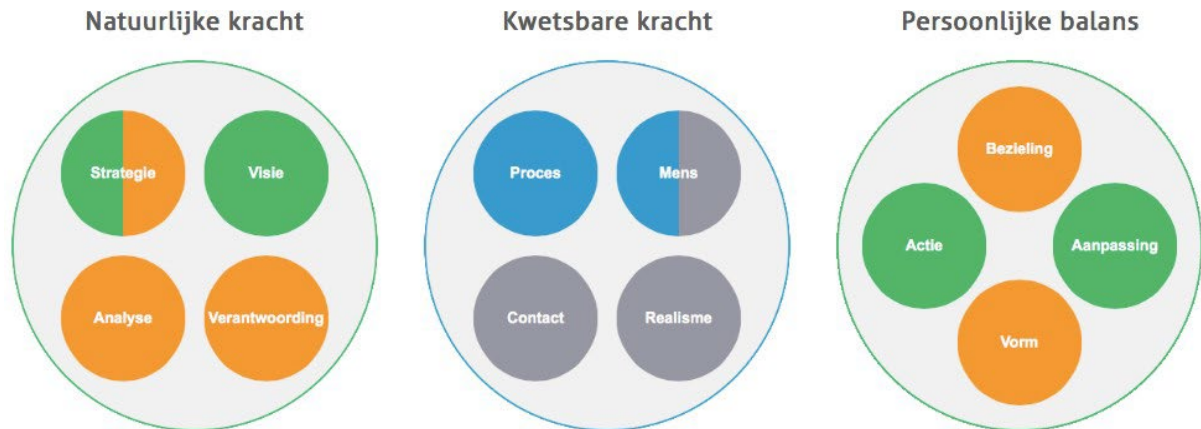 Natuurlijke kracht
Kwetsbare kracht
Persoonlijke balans
Strategie
Visie
Analyse
Verantwoording
Proces
Mens
Contact
Realisme
Bezieling
Actie
Aanpassing
Vorm